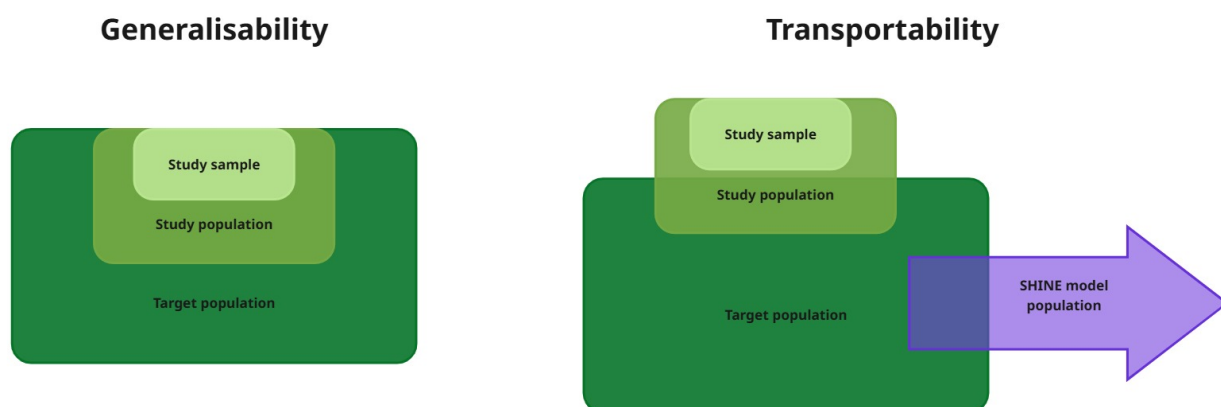 Generalisability
Transportability
Study sample
Study population
Target population
Study sample
Study population
Target population
SHINE model
population